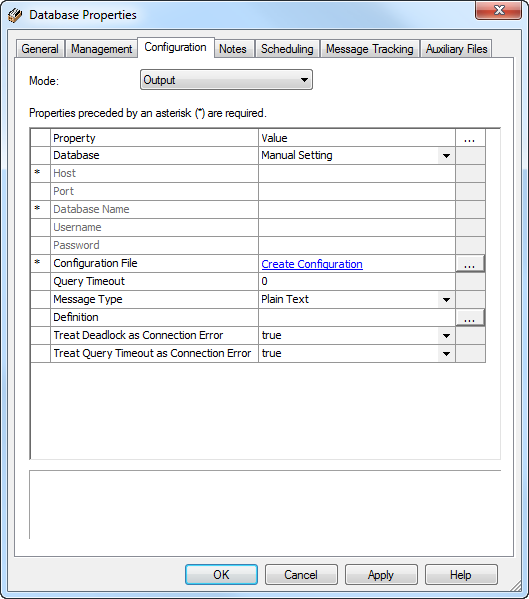 Database Properties
General Management Configuration Notes Scheduling Message Tracking Auxiliary Files
Mode: Output
Properties preceded by an asterisk (*) are required.
Property Value ...
Database Manual Setting
* Host
Port
* Database Name
Username
Password
* Configuration File Create Configuration ...
Query Timeout 0
Message Type Plain Text
Definition ...
Treat Deadlock as Connection Error true
Treat Query Timeout as Connection Error true
OK Cancel Apply Help